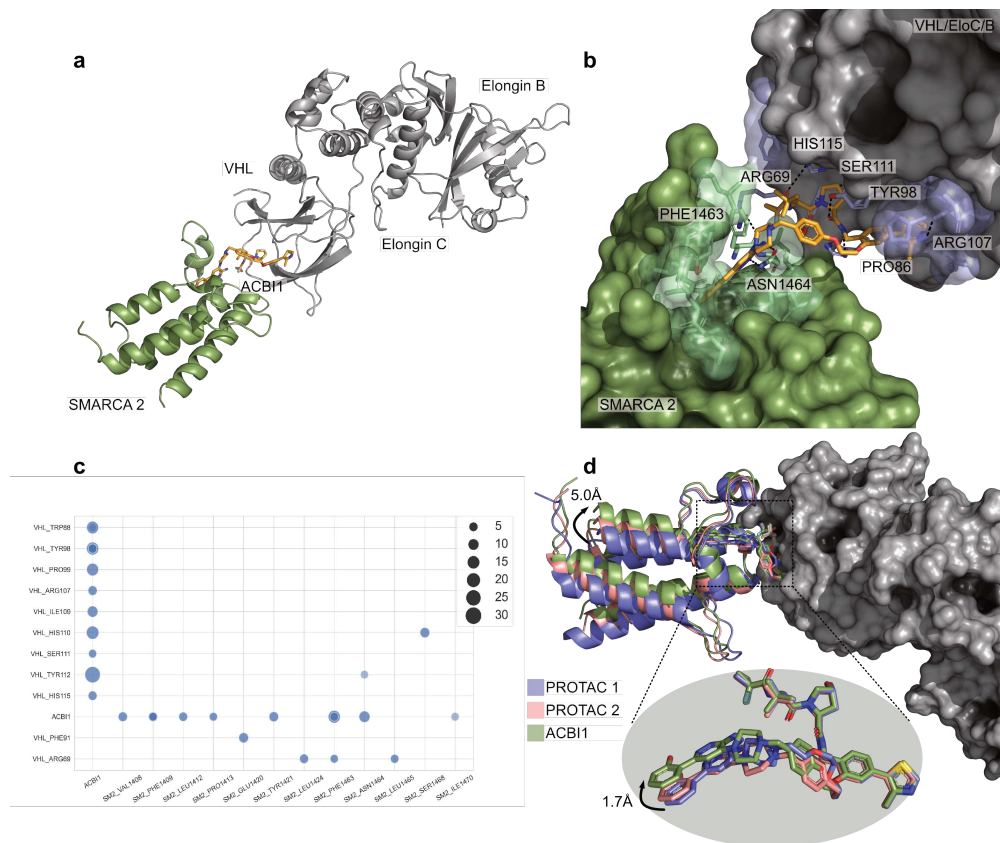 a
Elongin B
VHL
Elongin C
ACBI1
SMARCA 2
b
VHL/EloC/B
HIS115
SER111
ARG69
TYR98
PHE1463
ARG107
PRO86
ASN1464
SMARCA 2
c
VHL_TRP88
VHL_TYR98
VHL_PRO99
VHL_ARG107
VHL_ILE109
VHL_HIS110
VHL_SER111
VHL_TYR112
VHL_HIS115
ACBI1
VHL_PHE91
VHL_ARG69
5
10
15
20
25
30
ACBI1
SM2_VAL1408
SM2_PHE1409
SM2_LEU1412
SM2_PRO1413
SM2_GLU1420
SM2_TYR1421
SM2_LEU1424
SM2_PHE1463
SM2_ASN1464
SM2_LEU1465
SM2_SER1468
SM2_ILE1470
d
5.0Å
PROTAC 1
PROTAC 2
ACBI1
1.7Å